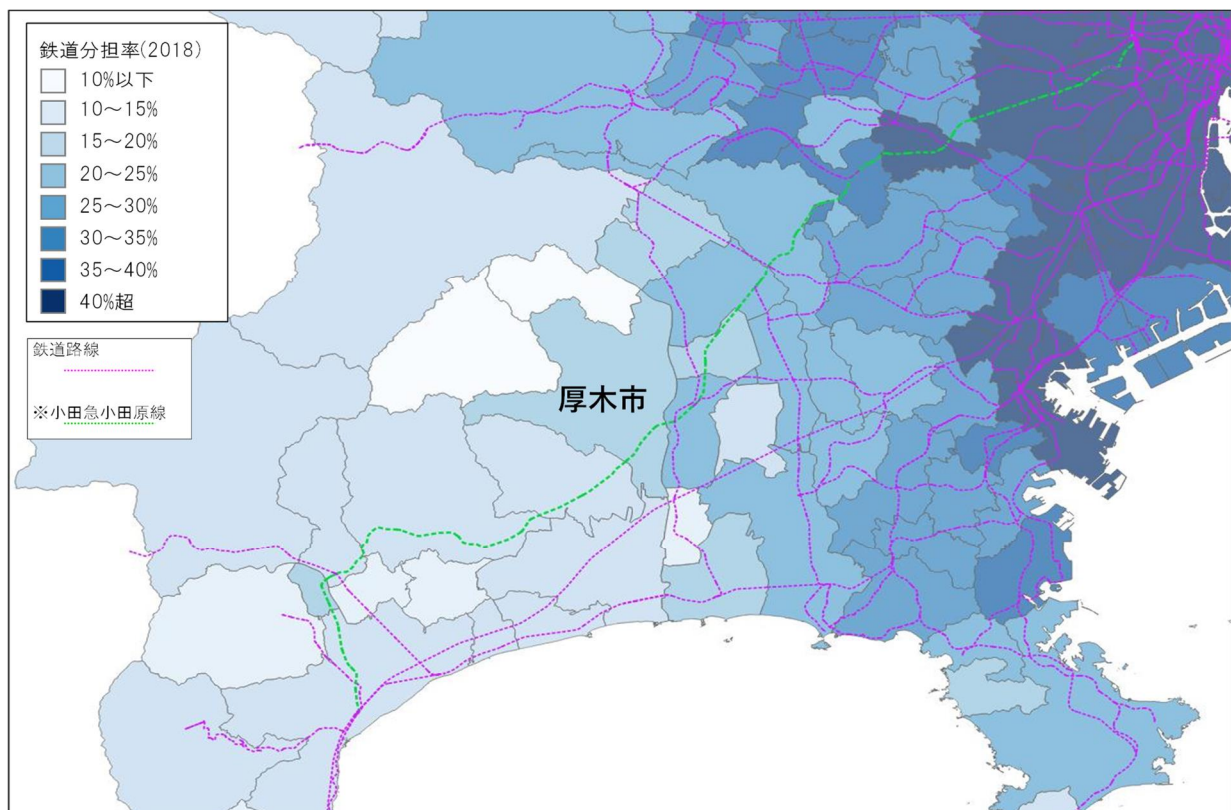 鉄道分担率(2018)
10%以下
10～15%
15～20%
20～25%
25～30%
30～35%
35～40%
40%超
鉄道路線
※小田急小田原線
厚木市